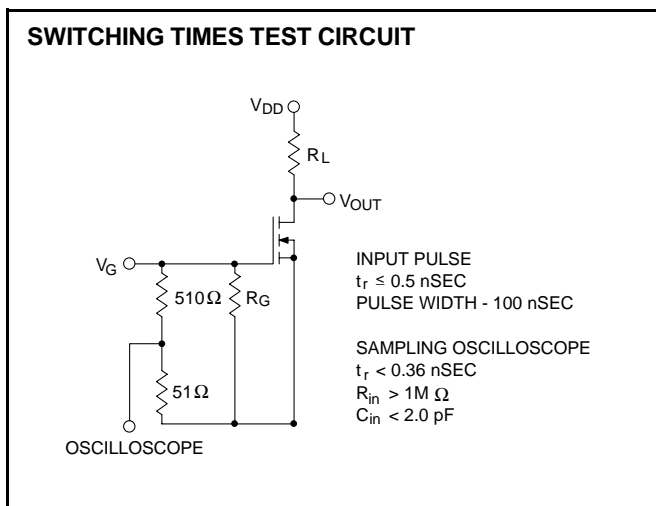 SWITCHING TIMES TEST CIRCUIT
VDD
RL
VOUT
VG
510Ω
RG
51Ω
OSCILLOSCOPE
INPUT PULSE
tr ≤ 0.5 nSEC
PULSE WIDTH - 100 nSEC
SAMPLING OSCILLOSCOPE
tr < 0.36 nSEC
Rin > 1M Ω
Cin < 2.0 pF